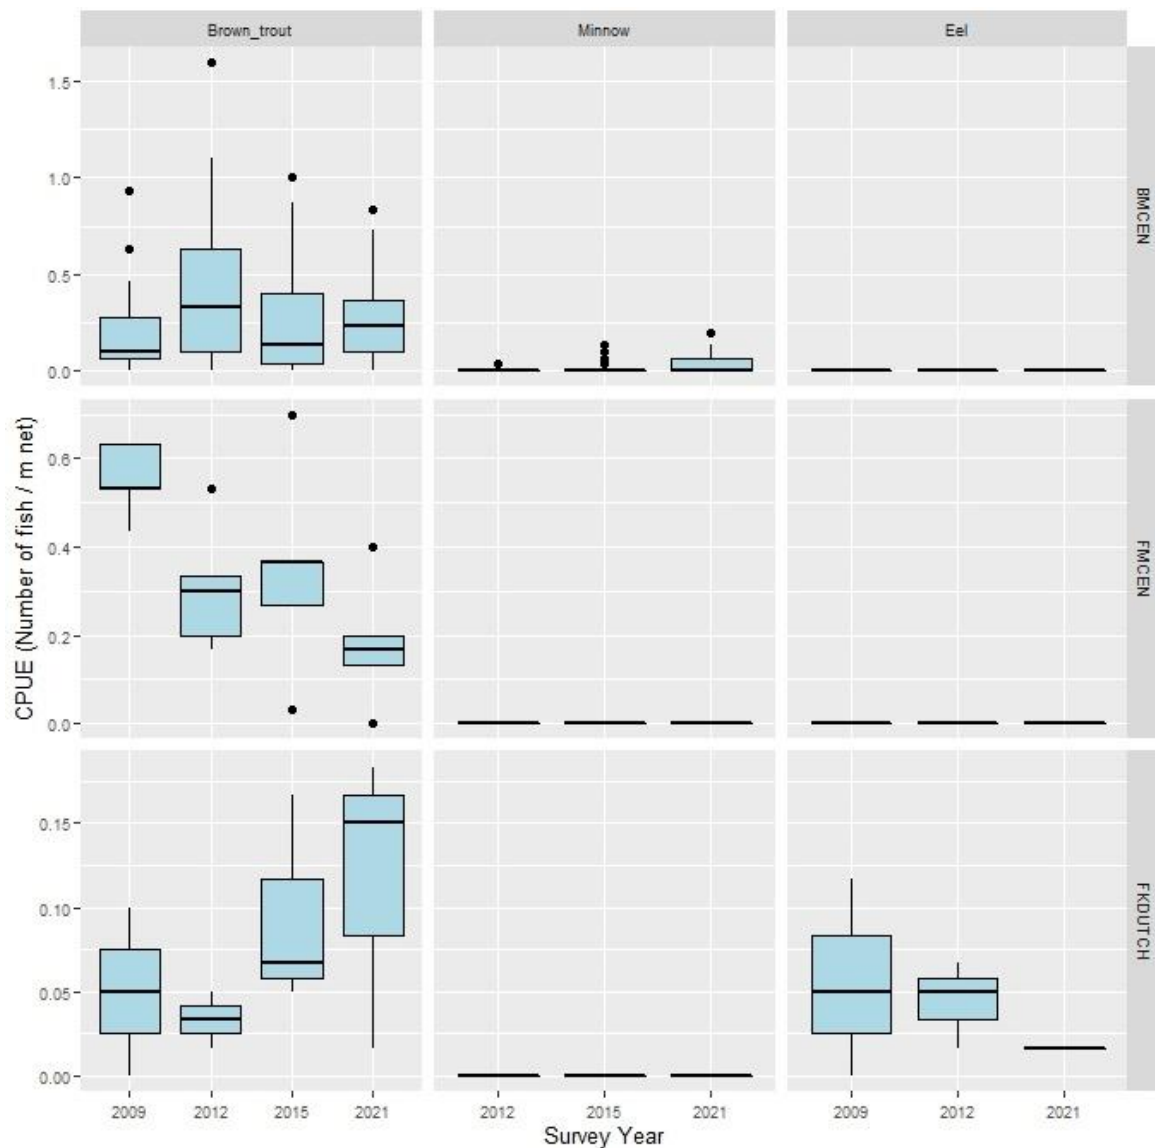 Brown_trout Minnow Eel
1.5
1.0
0.5
0.0
BMCEN
CPUE (Number of fish / m net)
0.6
0.4
0.2
0.0
FMCEN
0.15
0.10
0.05
0.00
FKDUTCH
2009 2012 2015 2021 2012 2015 2021 2009 2012 2021
Survey Year